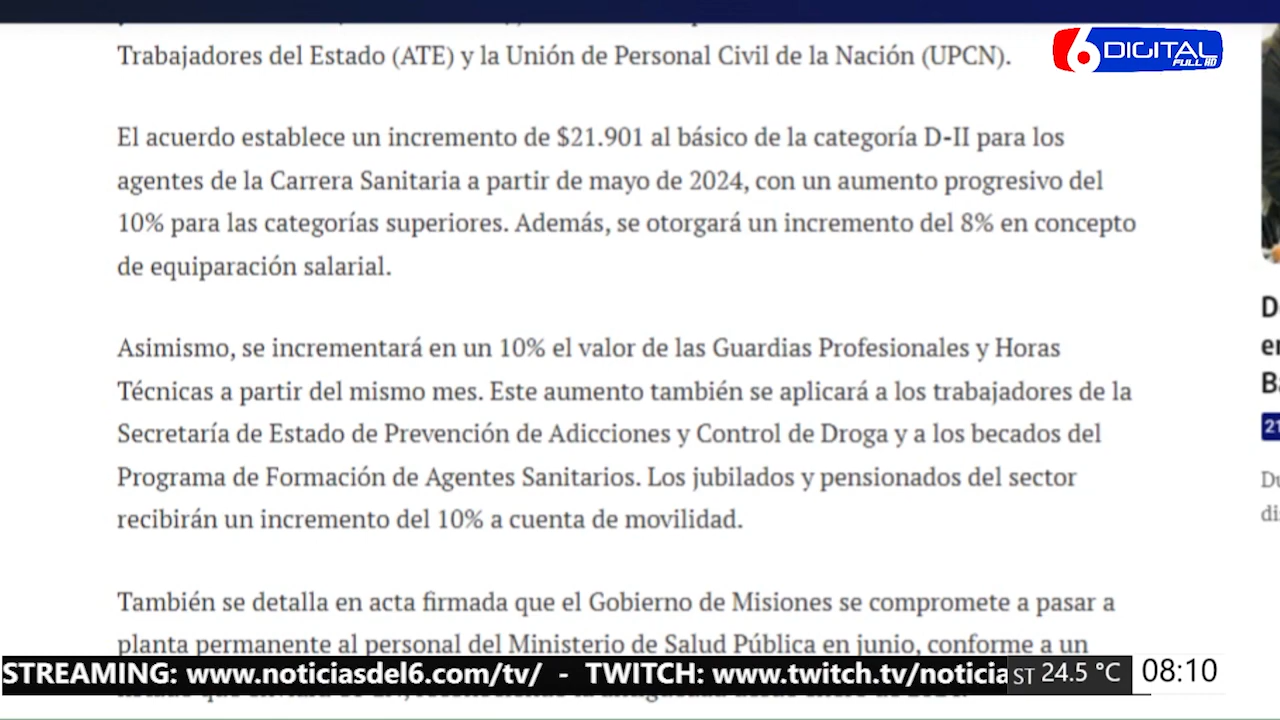 Trabajadores del Estado (ATE) y la Unión de Personal Civil de la Nación (UPCN).
6 DIGITAL
FULL HD
El acuerdo establece un incremento de $21.901 al básico de la categoría D-II para los
agentes de la Carrera Sanitaria a partir de mayo de 2024, con un aumento progresivo del
10% para las categorías superiores. Además, se otorgará un incremento del 8% en concepto
de equiparación salarial.
Asimismo, se incrementará en un 10% el valor de las Guardias Profesionales y Horas
Técnicas a partir del mismo mes. Este aumento también se aplicará a los trabajadores de la
Secretaría de Estado de Prevención de Adicciones y Control de Droga y a los becados del
Programa de Formación de Agentes Sanitarios. Los jubilados y pensionados del sector
recibirán un incremento del 10% a cuenta de movilidad.
También se detalla en acta firmada que el Gobierno de Misiones se compromete a pasar a
planta permanente al personal del Ministerio de Salud Pública en junio, conforme a un
21
STREAMING: www.noticiasdel6.com/tv/ - TWITCH: www.twitch.tv/noticia
ST 24.5 °C
08:10